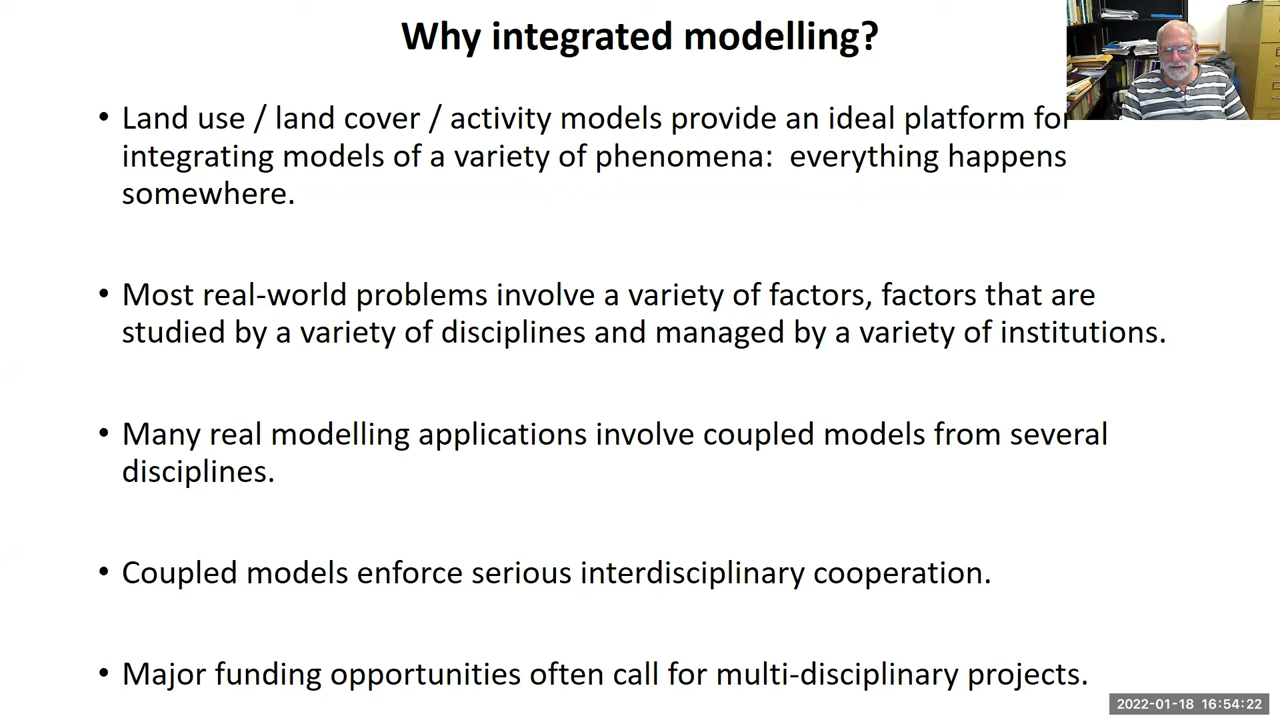 Why integrated modelling?
• Land use / land cover / activity models provide an ideal platform for
integrating models of a variety of phenomena: everything happens
somewhere.
• Most real-world problems involve a variety of factors, factors that are
studied by a variety of disciplines and managed by a variety of institutions.
• Many real modelling applications involve coupled models from several
disciplines.
• Coupled models enforce serious interdisciplinary cooperation.
• Major funding opportunities often call for multi-disciplinary projects.
2022-01-18 16:54:22